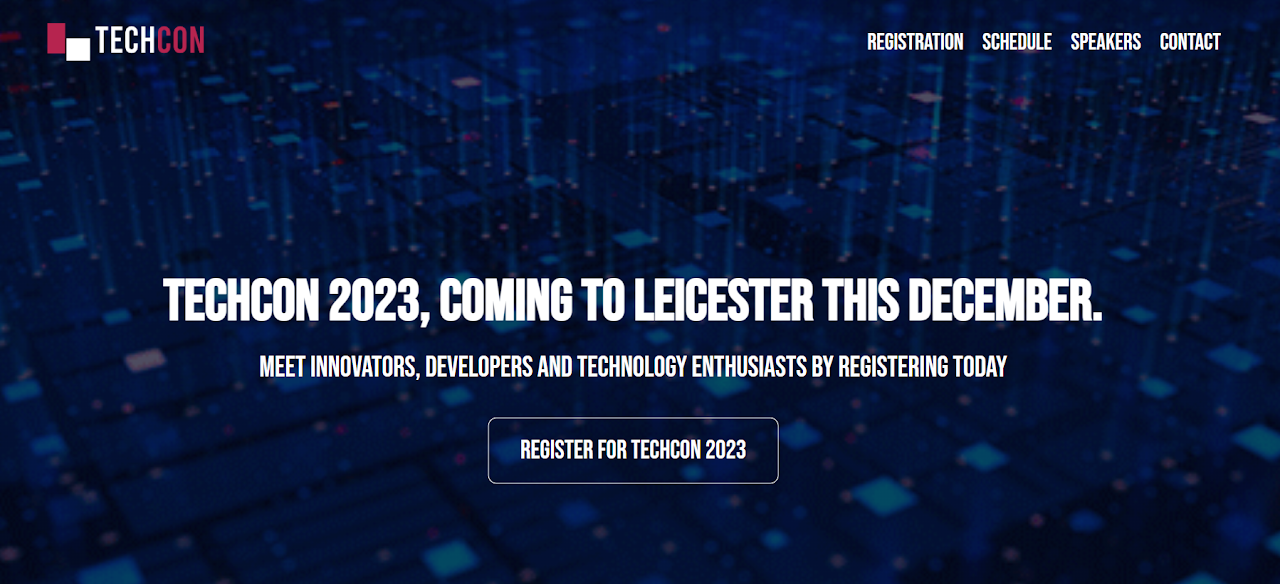 TECHCON
REGISTRATION SCHEDULE SPEAKERS CONTACT
TECHCON 2023, COMING TO LEICESTER THIS DECEMBER.
MEET INNOVATORS, DEVELOPERS AND TECHNOLOGY ENTHUSIASTS BY REGISTERING TODAY
REGISTER FOR TECHCON 2023